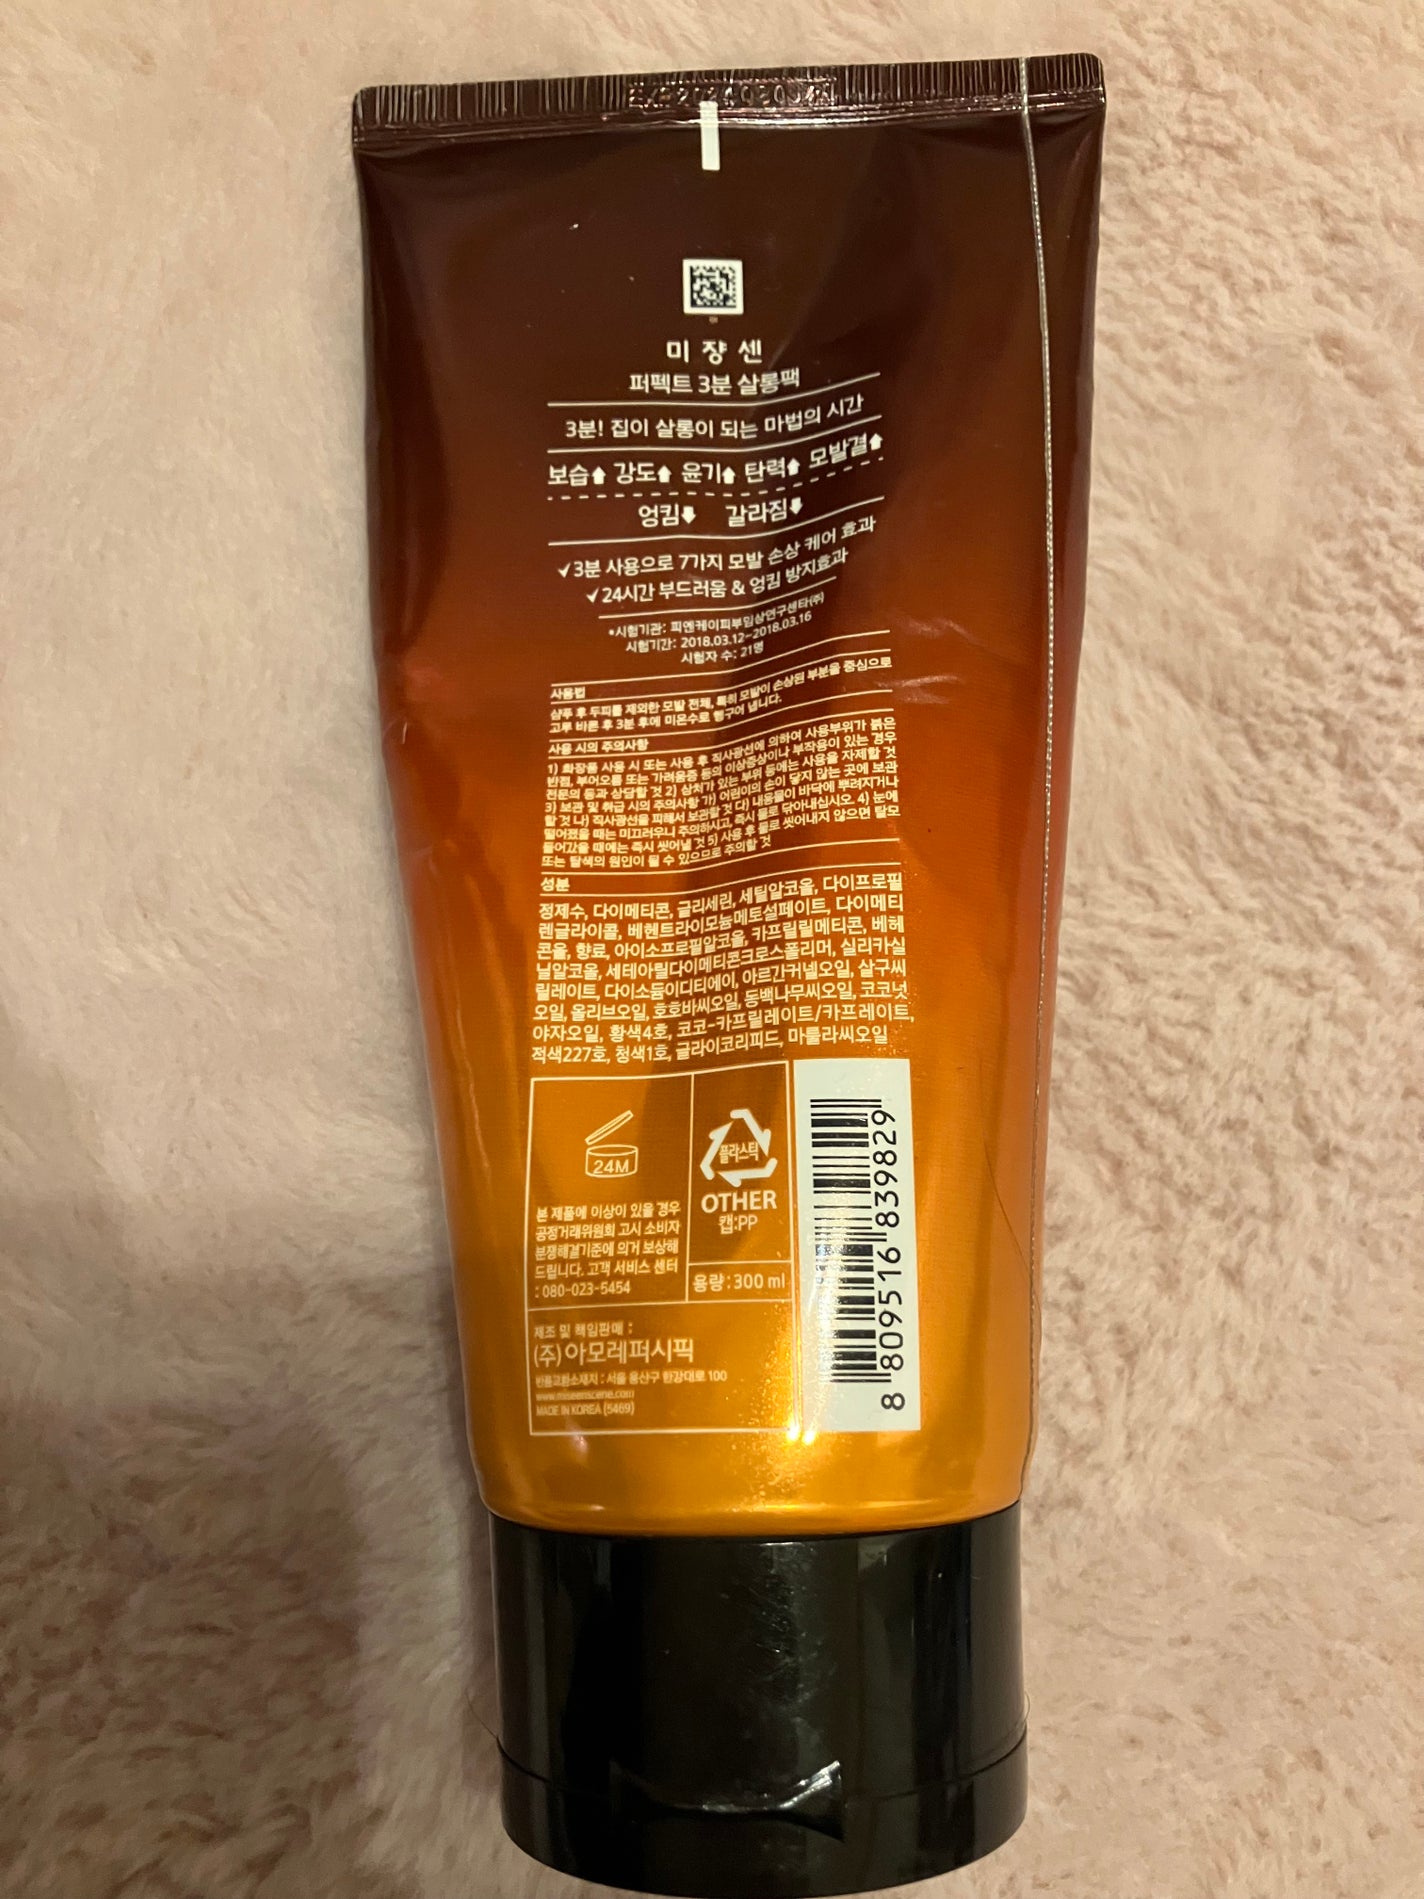 미쟝센
퍼펙트 3분 살롱팩
3분! 집이 살롱이 되는 마법의 시간
보습⬆ 강도⬆ 윤기⬆ 탄력⬆ 모발결⬆
엉킴⬇ 갈라짐⬇
✓3분 사용으로 7가지 모발 손상 케어 효과
✓24시간 부드러움 & 엉킴 방지효과
*시험기관: 피엔케이피부임상연구센타(주)
시험기간: 2018.03.12~2018.03.16
시험자 수: 21명
사용법
샴푸 후 두피를 제외한 모발 전체, 특히 모발이 손상된 부분을 중심으로
고루 바른 후 3분 후에 미온수로 헹구어 냅니다.
사용 시의 주의사항
1) 화장품 사용 시 또는 사용 후 직사광선에 의하여 사용부위가 붉은
반점, 부어오름 또는 가려움증 등의 이상증상이나 부작용이 있는 경우
전문의 등과 상담할 것 2) 상처가 있는 부위 등에는 사용을 자제할 것
3) 보관 및 취급 시의 주의사항 가) 어린이의 손이 닿지 않는 곳에 보관
할 것 나) 직사광선을 피해서 보관할 것 다) 내용물이 바닥에 뿌려지거나
떨어졌을 때는 미끄러우니 주의하시고, 즉시 물로 닦아내십시오. 4) 눈에
들어갔을 때에는 즉시 씻어낼 것 5) 사용 후 물로 씻어내지 않으면 탈모
또는 탈색의 원인이 될 수 있으므로 주의할 것
성분
정제수, 다이메티콘, 글리세린, 세틸알코올, 다이프로필
렌글라이콜, 베헨트라이모늄메토설페이트, 다이메티
콘올, 향료, 아이소프로필알코올, 카프릴릴메티콘, 베헤
닐알코올, 세테아릴다이메티콘크로스폴리머, 실리카실
릴레이트, 다이소듐이디티에이, 아르간커넬오일, 살구씨
오일, 올리브오일, 호호바씨오일, 동백나무씨오일, 코코넛
야자오일, 황색4호, 코코-카프릴레이트/카프레이트,
적색227호, 청색1호, 글라이코리피드, 마룰라씨오일
24M
본 제품에 이상이 있을 경우
공정거래위원회 고시 소비자
분쟁해결기준에 의거 보상해
드립니다. 고객 서비스 센터
: 080-023-5454
플라스틱
OTHER
캡:PP
용량:300 ml
제조 및 책임판매 :
(주)아모레퍼시픽
반품교환소재지 : 서울 용산구 한강대로 100
www.miseenscene.com
MADE IN KOREA (5469)
8 809516 839829